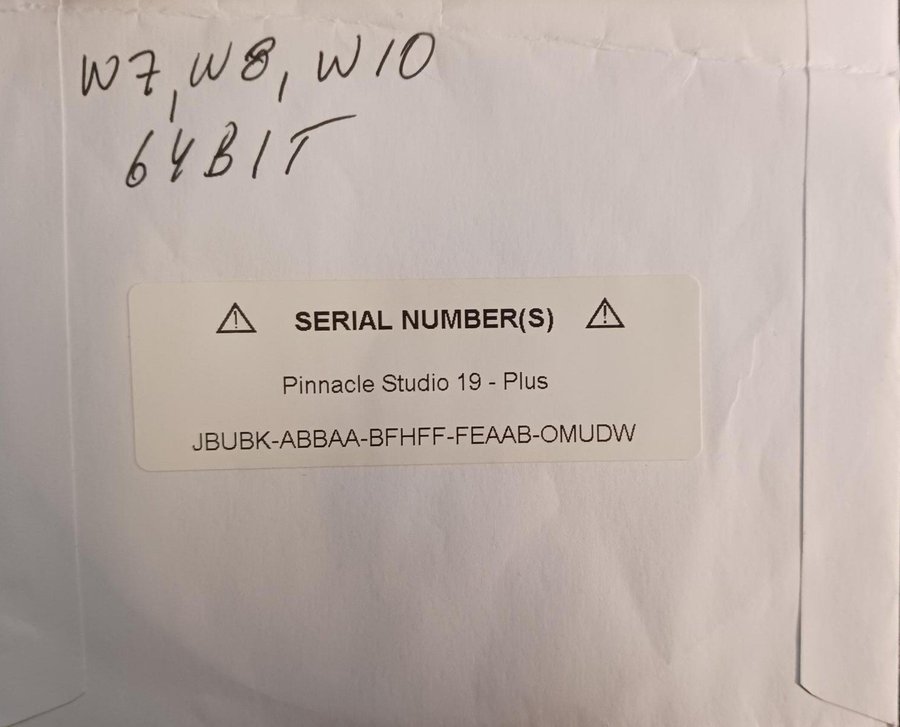 W7, W8, W10
64BIT
SERIAL NUMBER(S)
Pinnacle Studio 19 - Plus
JBUBK-ABBAA-BFHFF-FEAAB-OMUDW